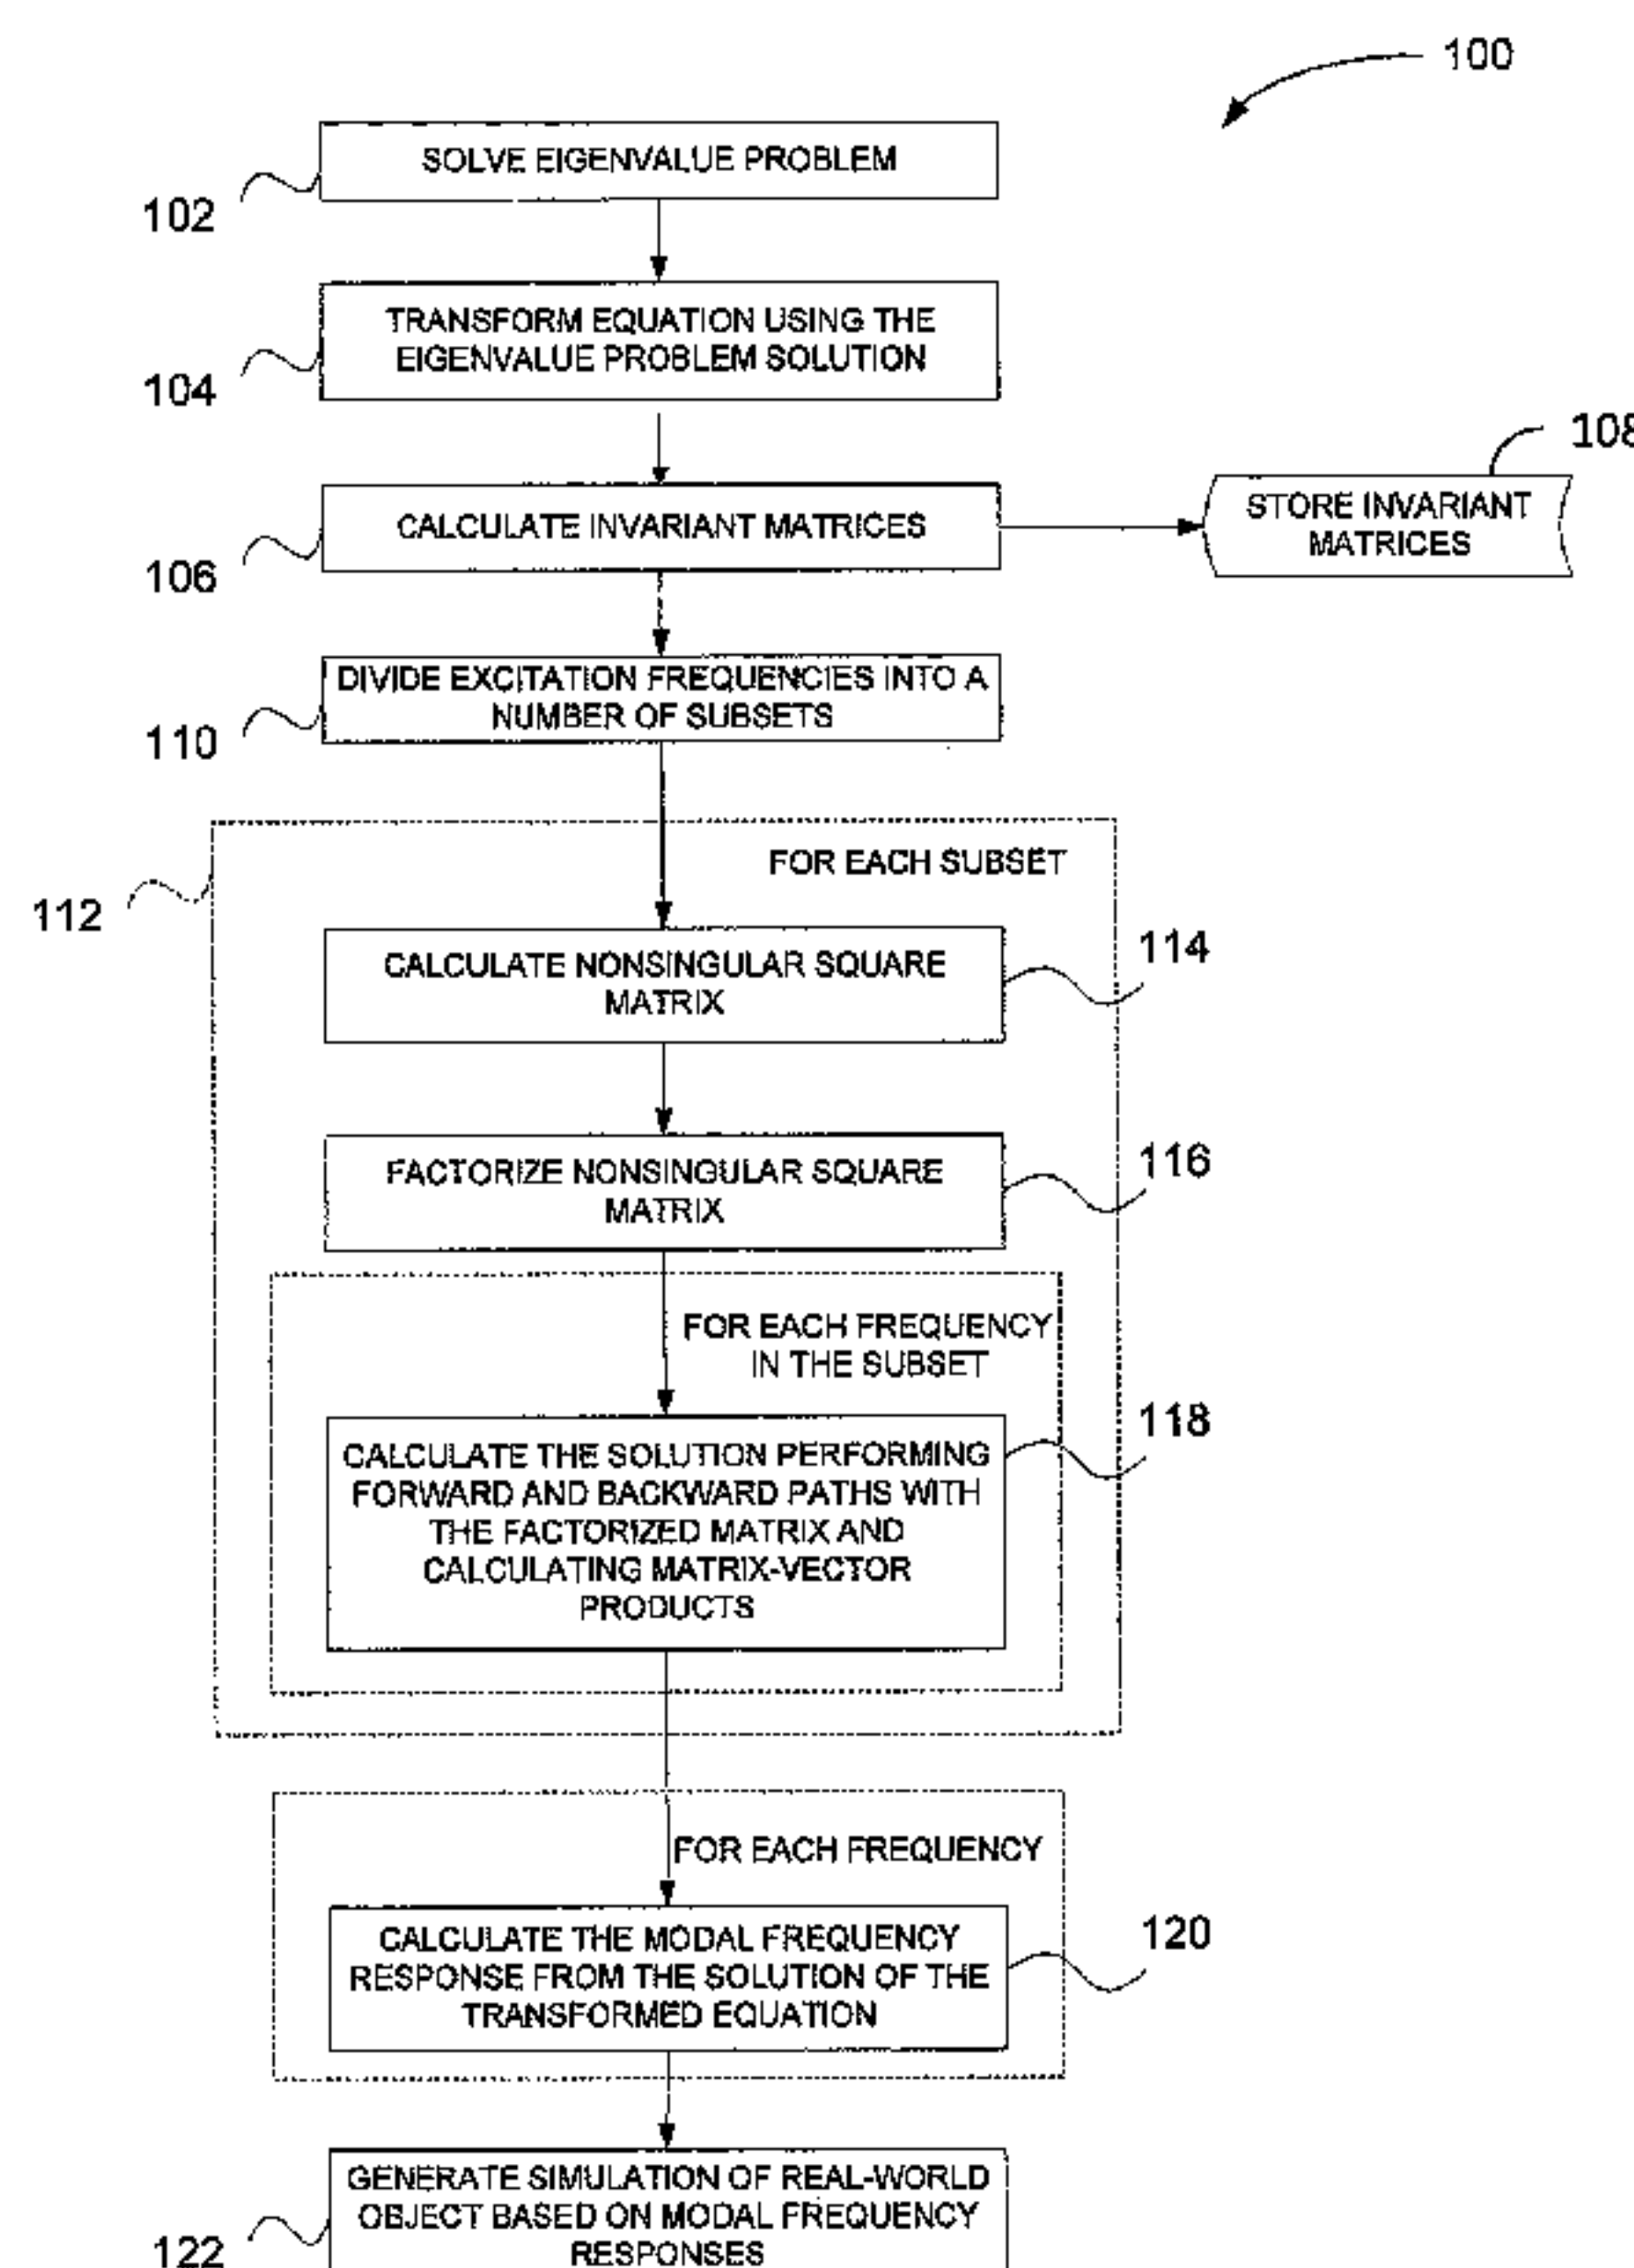 100
SOLVE EIGENVALUE PROBLEM
102
TRANSFORM EQUATION USING THE
EIGENVALUE PROBLEM SOLUTION
104
108
CALCULATE INVARIANT MATRICES
STORE INVARIANT
MATRICES
106
DIVIDE EXCITATION FREQUENCIES INTO A
NUMBER OF SUBSETS
110
FOR EACH SUBSET
112
CALCULATE NONSINGULAR SQUARE
MATRIX
114
FACTORIZE NONSINGULAR SQUARE
MATRIX
116
FOR EACH FREQUENCY
IN THE SUBSET
CALCULATE THE SOLUTION PERFORMING
FORWARD AND BACKWARD PATHS WITH
THE FACTORIZED MATRIX AND
CALCULATING MATRIX-VECTOR
PRODUCTS
118
FOR EACH FREQUENCY
CALCULATE THE MODAL FREQUENCY
RESPONSE FROM THE SOLUTION OF THE
TRANSFORMED EQUATION
120
GENERATE SIMULATION OF REAL-WORLD
OBJECT BASED ON MODAL FREQUENCY
RESPONSES
122